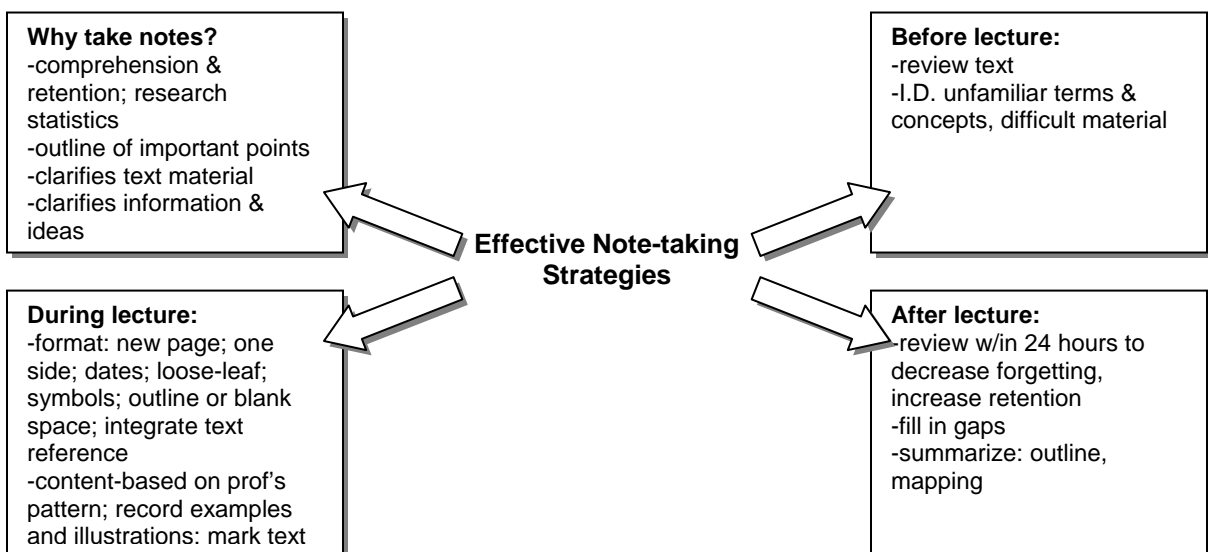 Why take notes?
-comprehension &
retention; research
statistics
-outline of important points
-clarifies text material
-clarifies information &
ideas
Before lecture:
-review text
-I.D. unfamiliar terms &
concepts, difficult material
Effective Note-taking
Strategies
During lecture:
-format: new page; one
side; dates; loose-leaf;
symbols; outline or blank
space; integrate text
reference
-content-based on prof’s
pattern; record examples
and illustrations: mark text
After lecture:
-review w/in 24 hours to
decrease forgetting,
increase retention
-fill in gaps
-summarize: outline,
mapping